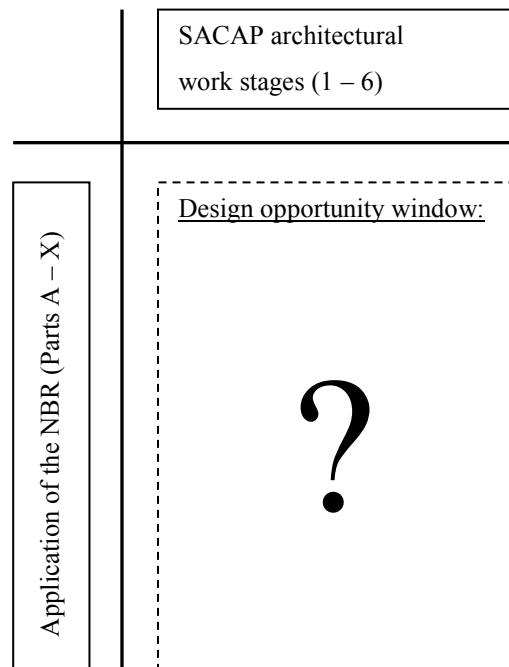 SACAP architectural
work stages (1 – 6)
Design opportunity window:
Application of the NBR (Parts A – X)
?